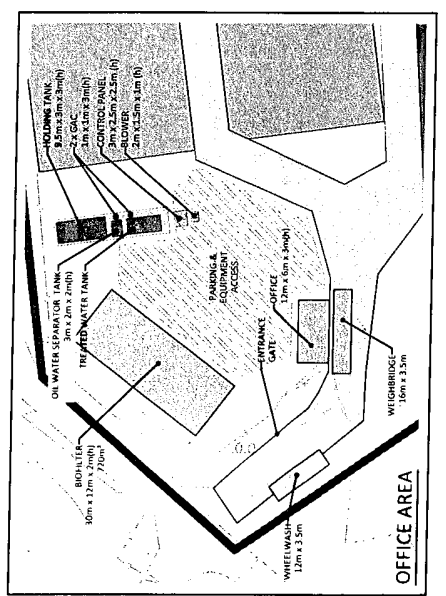 HOLDING TANK
9.5m x 3m x 3m(h)
2 x GAC
1m x 1m x 3m(h)
CONTROL PANEL
3m x 2.5m x 2.5m (h)
BLOWER
2m x 1.5m x 1m (h)
OIL WATER SEPARATOR TANK
3m x 2m x 2m(h)
TREATED WATER TANK
BIOFILTER
30m x 12m x 2m(h)
720m³
PARKING &
EQUIPMENT
ACCESS
ENTRANCE
GATE
OFFICE
12m x 6m x 3m(h)
WEIGHBRIDGE
16m x 3.5m
WHEELWASH
12m x 3 5m
OFFICE AREA